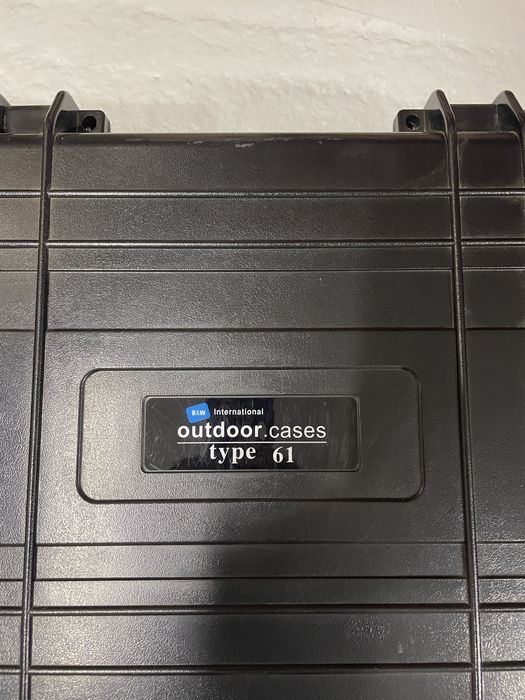 B&W International
outdoor.cases
type 61